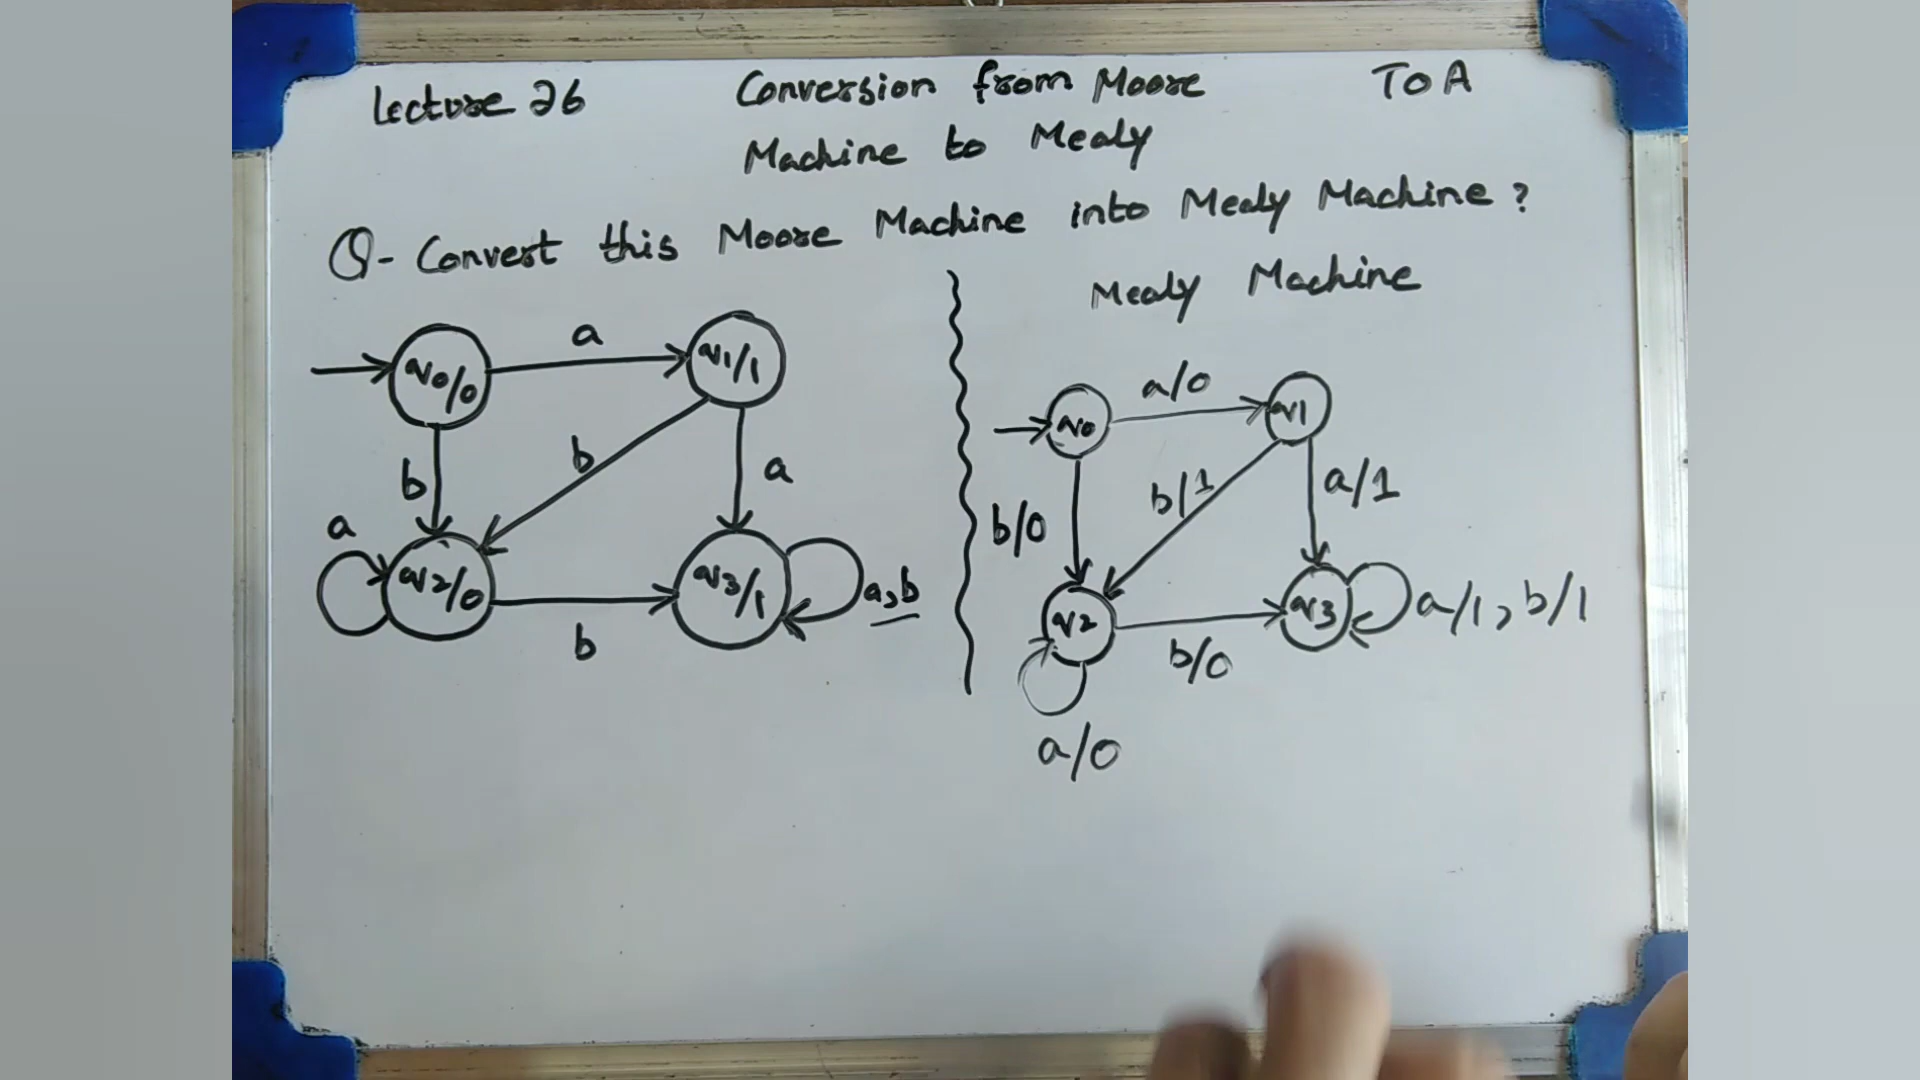 Lecture 26
Conversion from Moore
Machine to Mealy
TOA
Q- Convert this Moore Machine into Mealy Machine?
q0/0
a
q1/1
b
b
a
a
q2/0
b
q3/1
a,b
Mealy Machine
q0
a/0
q1
b/0
b/1
a/1
q2
b/0
q3
a/1, b/1
a/0